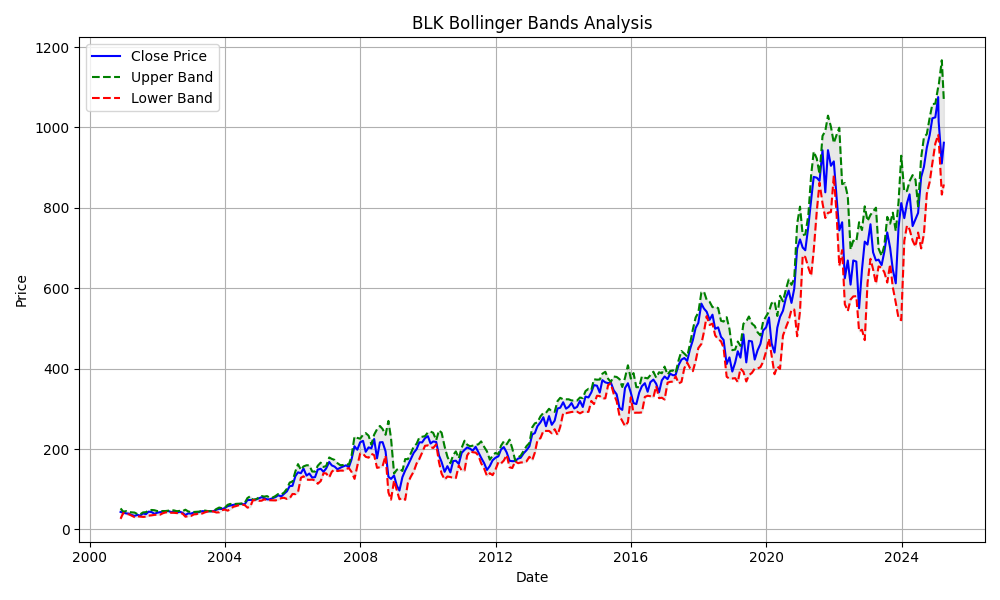 BLK Bollinger Bands Analysis
Close Price
Upper Band
Lower Band
Price
1200
1000
800
600
400
200
0
2000 2004 2008 2012 2016 2020 2024
Date